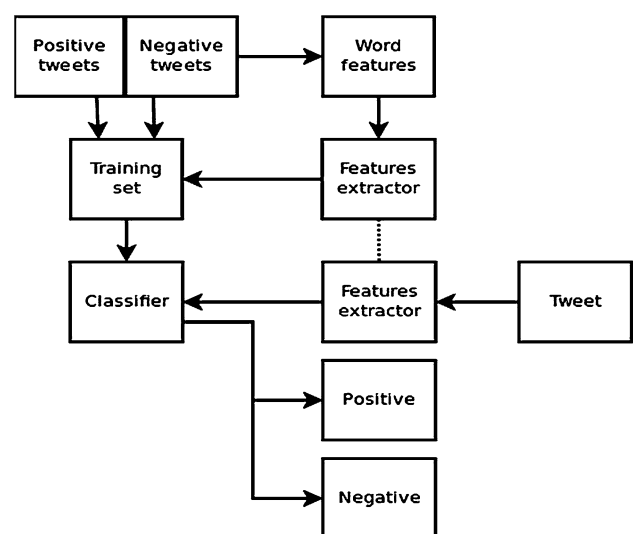 Positive
tweets
Negative
tweets
Word
features
Training
set
Features
extractor
Classifier
Features
extractor
Tweet
Positive
Negative